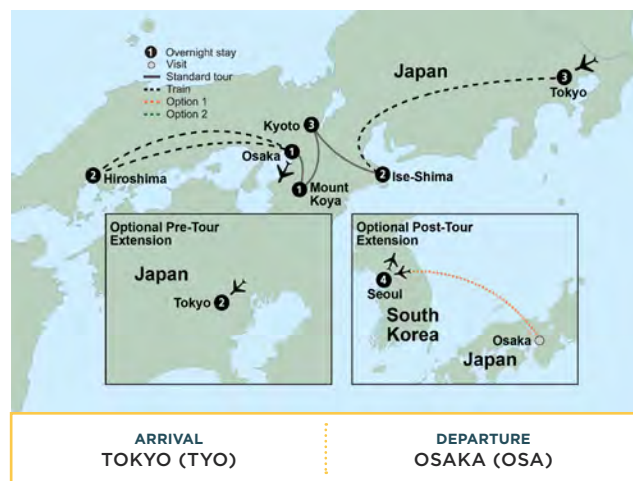 1 Overnight stay
Visit
Standard tour
Train
Option 1
Option 2
Japan
3
Tokyo
Kyoto 3
Osaka 1
2 Hiroshima
2 Ise-Shima
1 Mount
Koya
Optional Pre-Tour
Extension
Japan
Tokyo 2
Optional Post-Tour
Extension
4
Seoul
South
Korea
Osaka
Japan
ARRIVAL
TOKYO (TYO)
DEPARTURE
OSAKA (OSA)